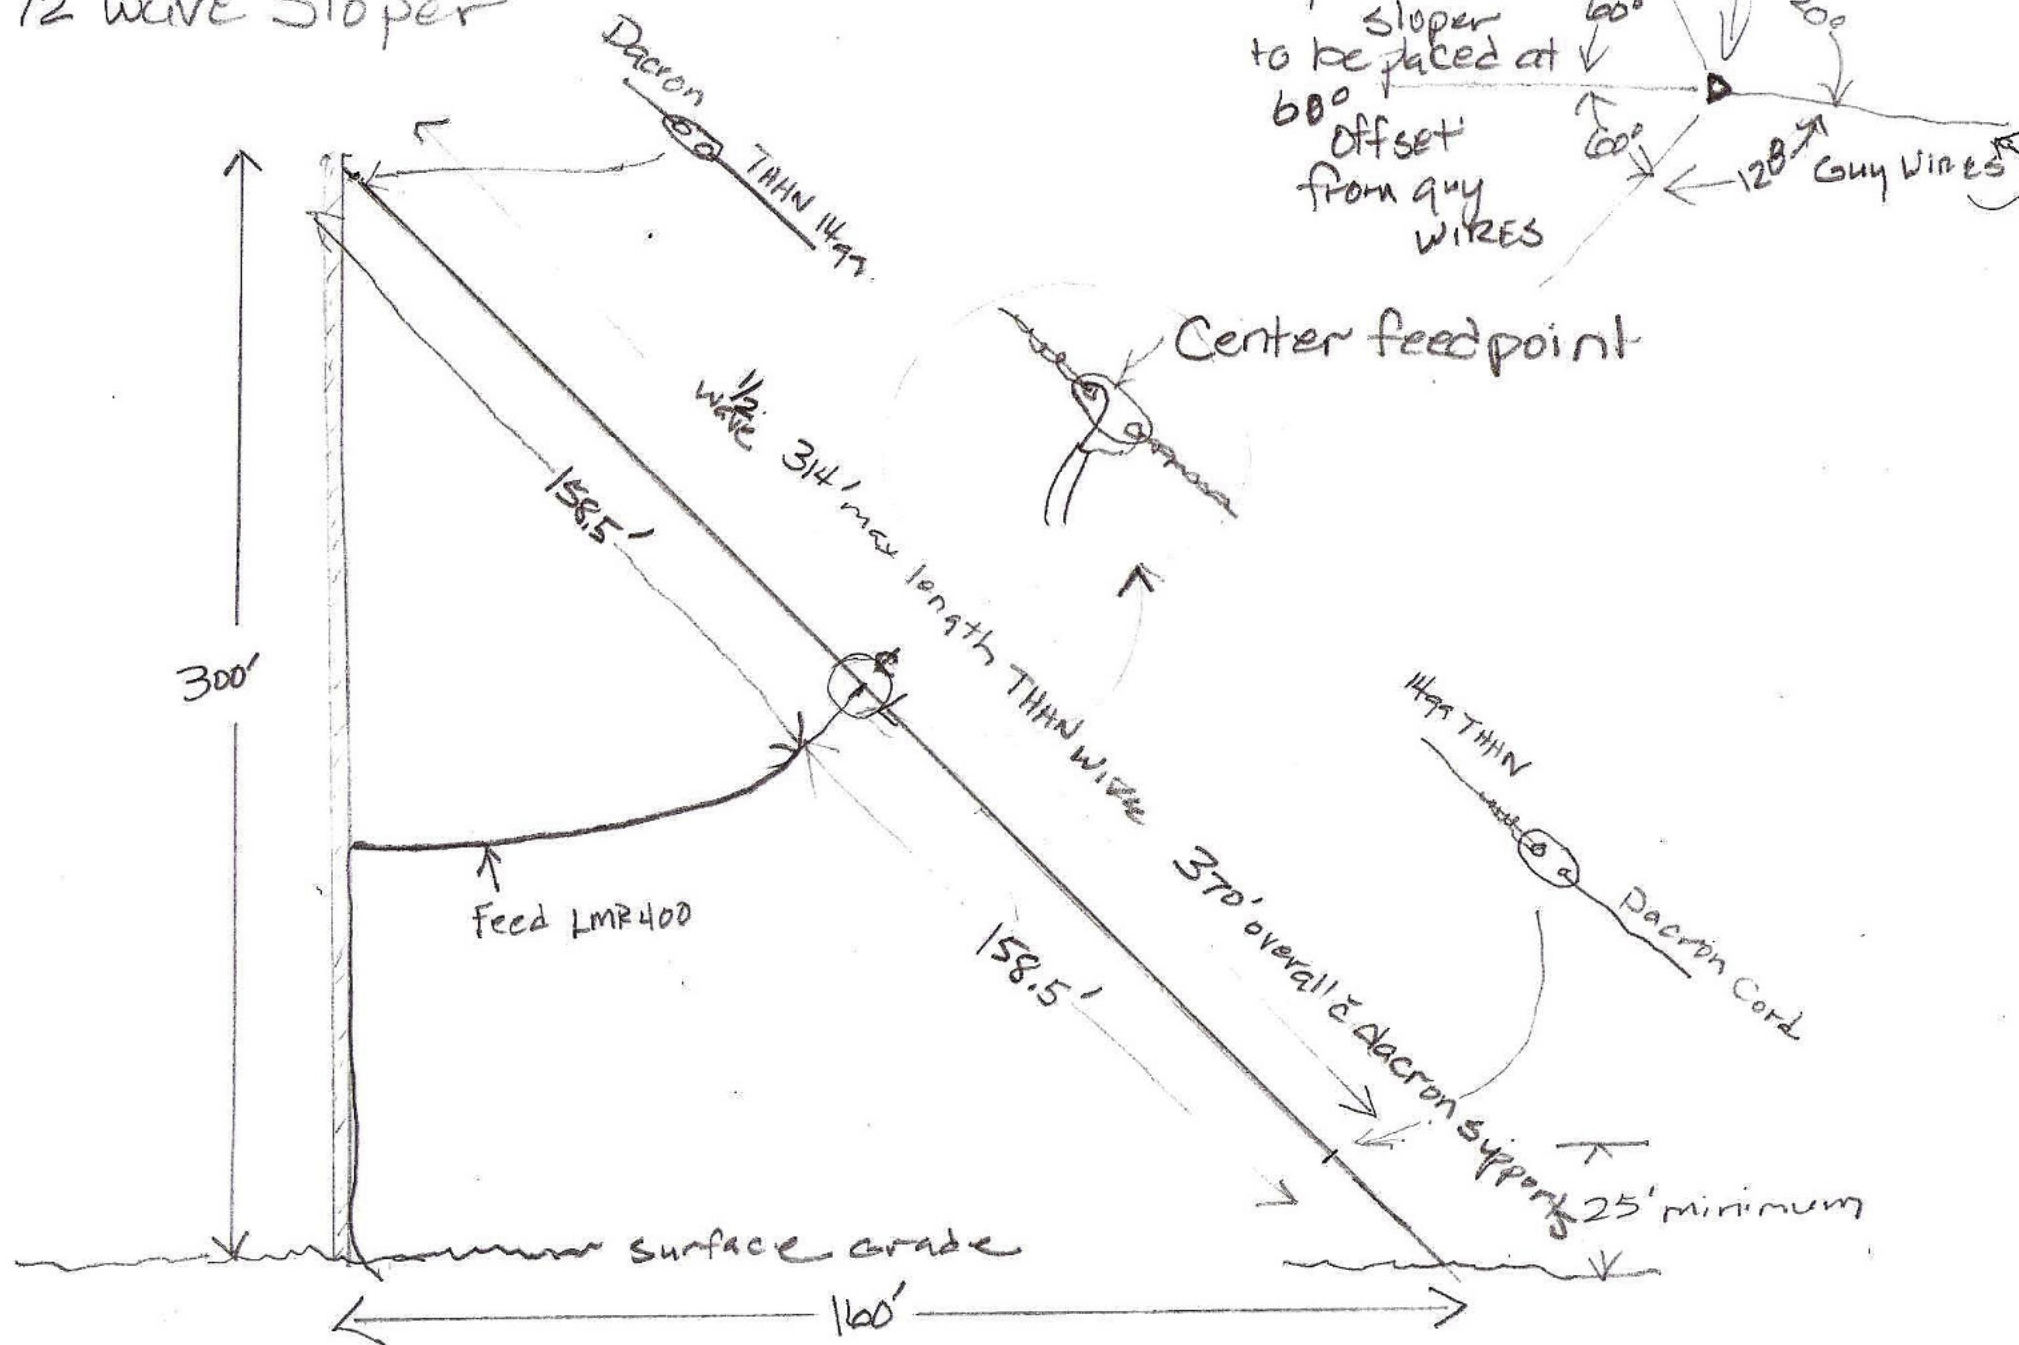 1/2 wave Sloper
sloper
to be placed at
60°
offset
from guy
WIRES
60°
60°
120
Guy Wires
Dacron
THHN 14ga.
Center feedpoint
1/2
wave 314' max length THHN WIRE
370' overall c̄ dacron supports
158.5'
300'
14ga THHN
Dacron Cord
Feed LMR400
158.5'
25' minimum
surface Grade
160'